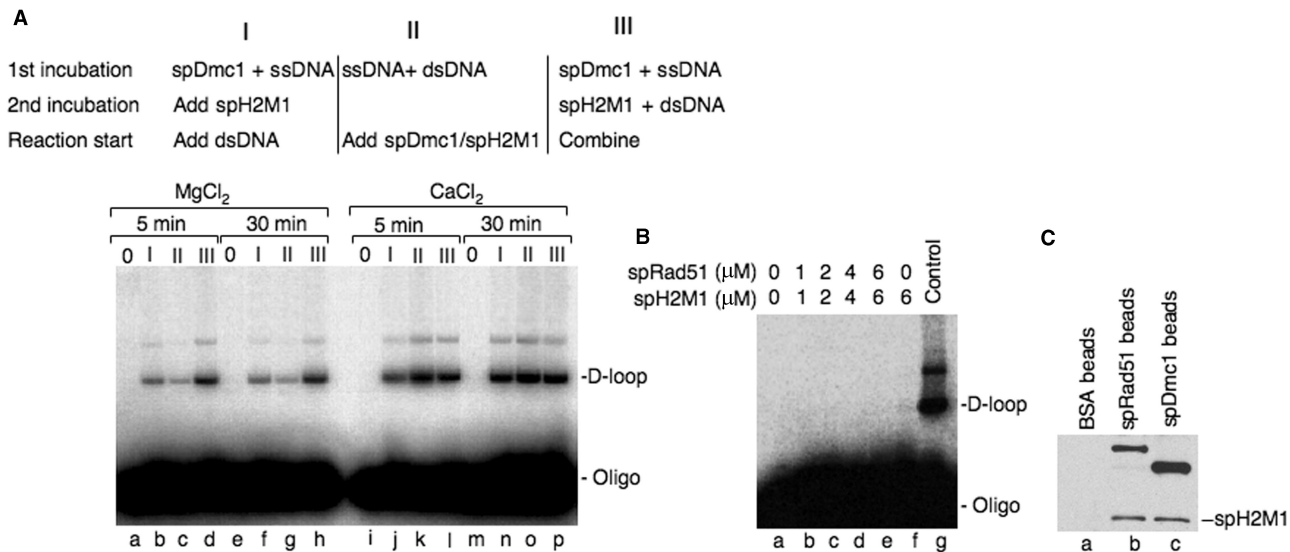 A
I II III
1st incubation spDmc1 + ssDNA ssDNA+ dsDNA spDmc1 + ssDNA
2nd incubation Add spH2M1 spH2M1 + dsDNA
Reaction start Add dsDNA Add spDmc1/spH2M1 Combine
MgCl2 CaCl2
5 min 30 min 5 min 30 min
0 I II III 0 I II III 0 I II III 0 I II III
-D-loop
- Oligo
a b c d e f g h i j k l m n o p
B
spRad51 (μM) 0 1 2 4 6 0
spH2M1 (μM) 0 1 2 4 6 6
Control
-D-loop
- Oligo
a b c d e f g
C
BSA beads
spRad51 beads
spDmc1 beads
–spH2M1
a b c